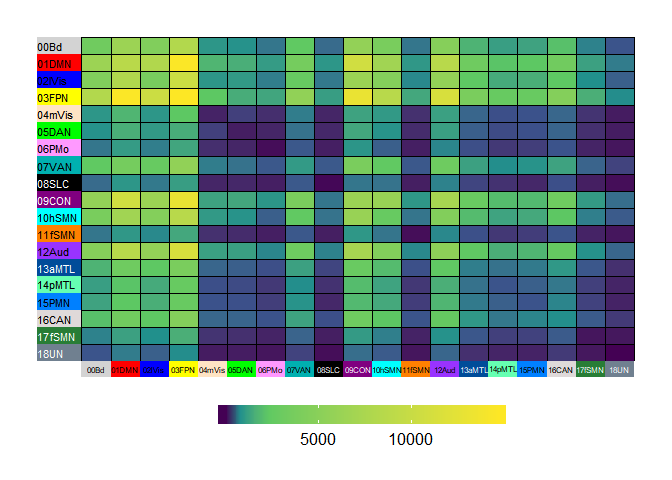 00Bd
01DMN
02Vis
03FPN
04mVis
05DAN
06PMo
07VAN
08SLC
09CON
10hSMN
11fSMN
12Aud
13aMTL
14pMTL
15PMN
16CAN
17fSMN
18UN
00Bd 01DMN 02Vis 03FPN 04mVis 05DAN 06PMo 07VAN 08SLC 09CON 10hSMN 11fSMN 12Aud 13aMTL 14pMTL 15PMN 16CAN 17fSMN 18UN
5000 10000